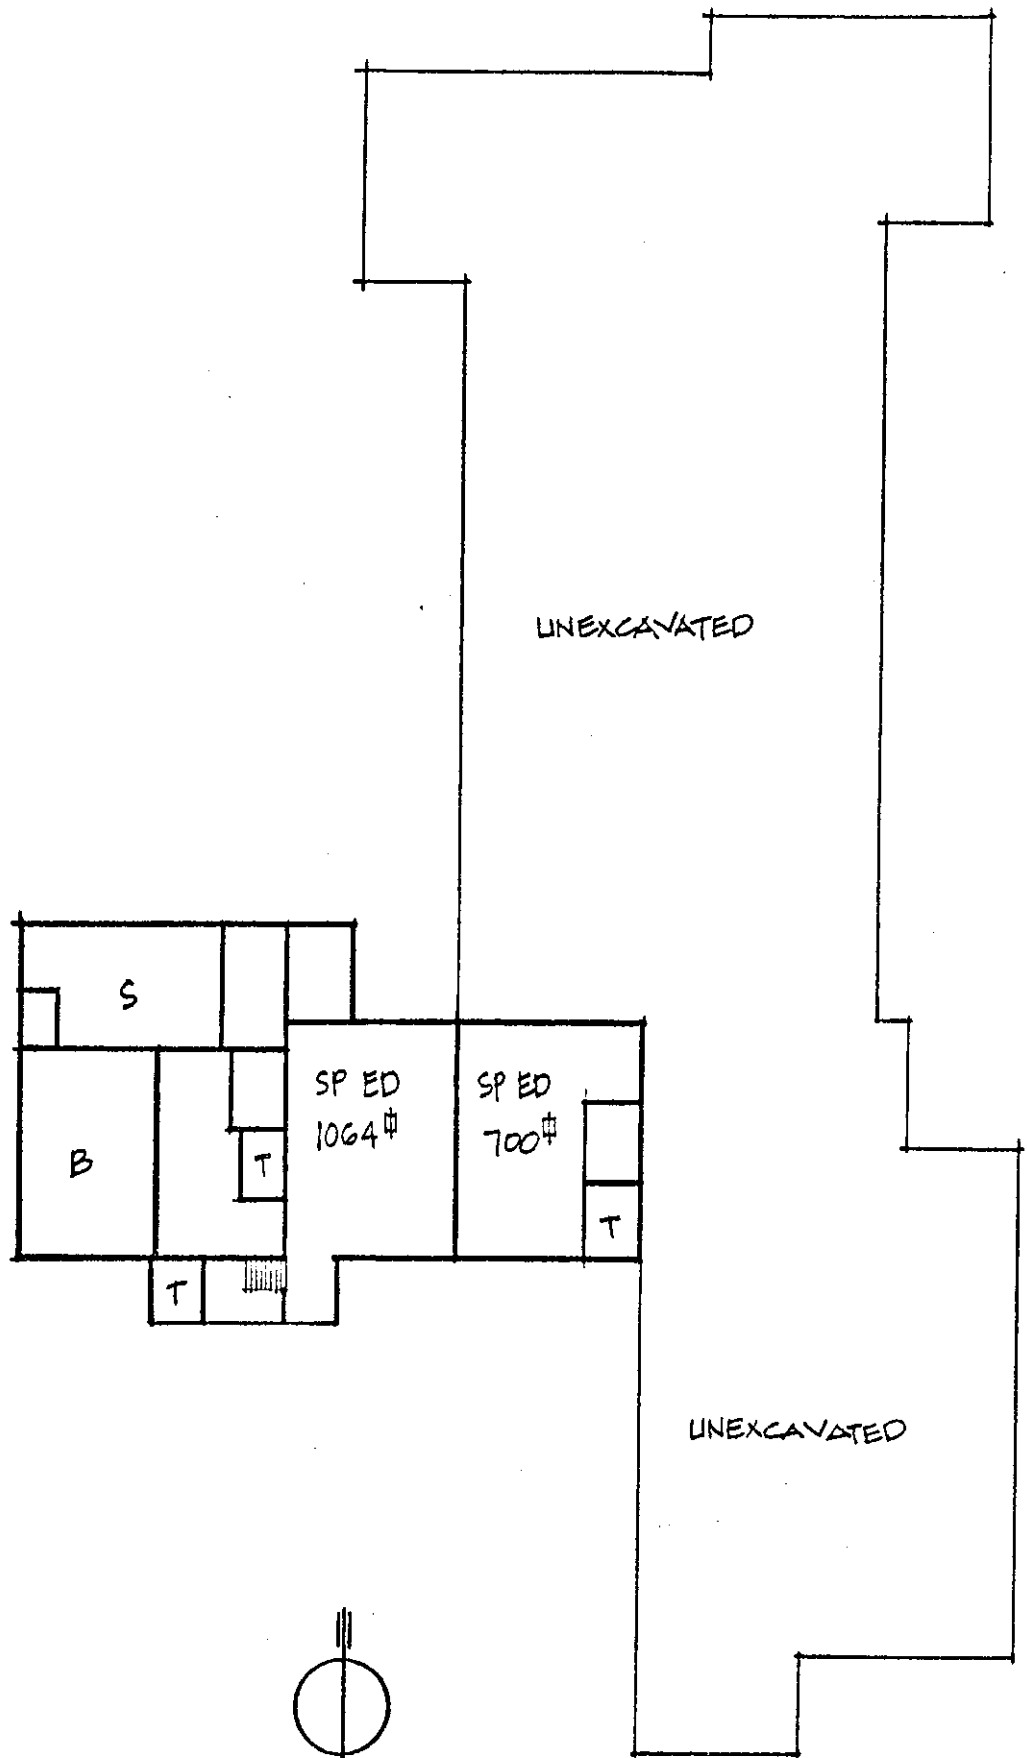 UNEXCAVATED
S
SP ED
1064 ⏍
SP ED
700 ⏍
B
T
T
T
UNEXCAVATED